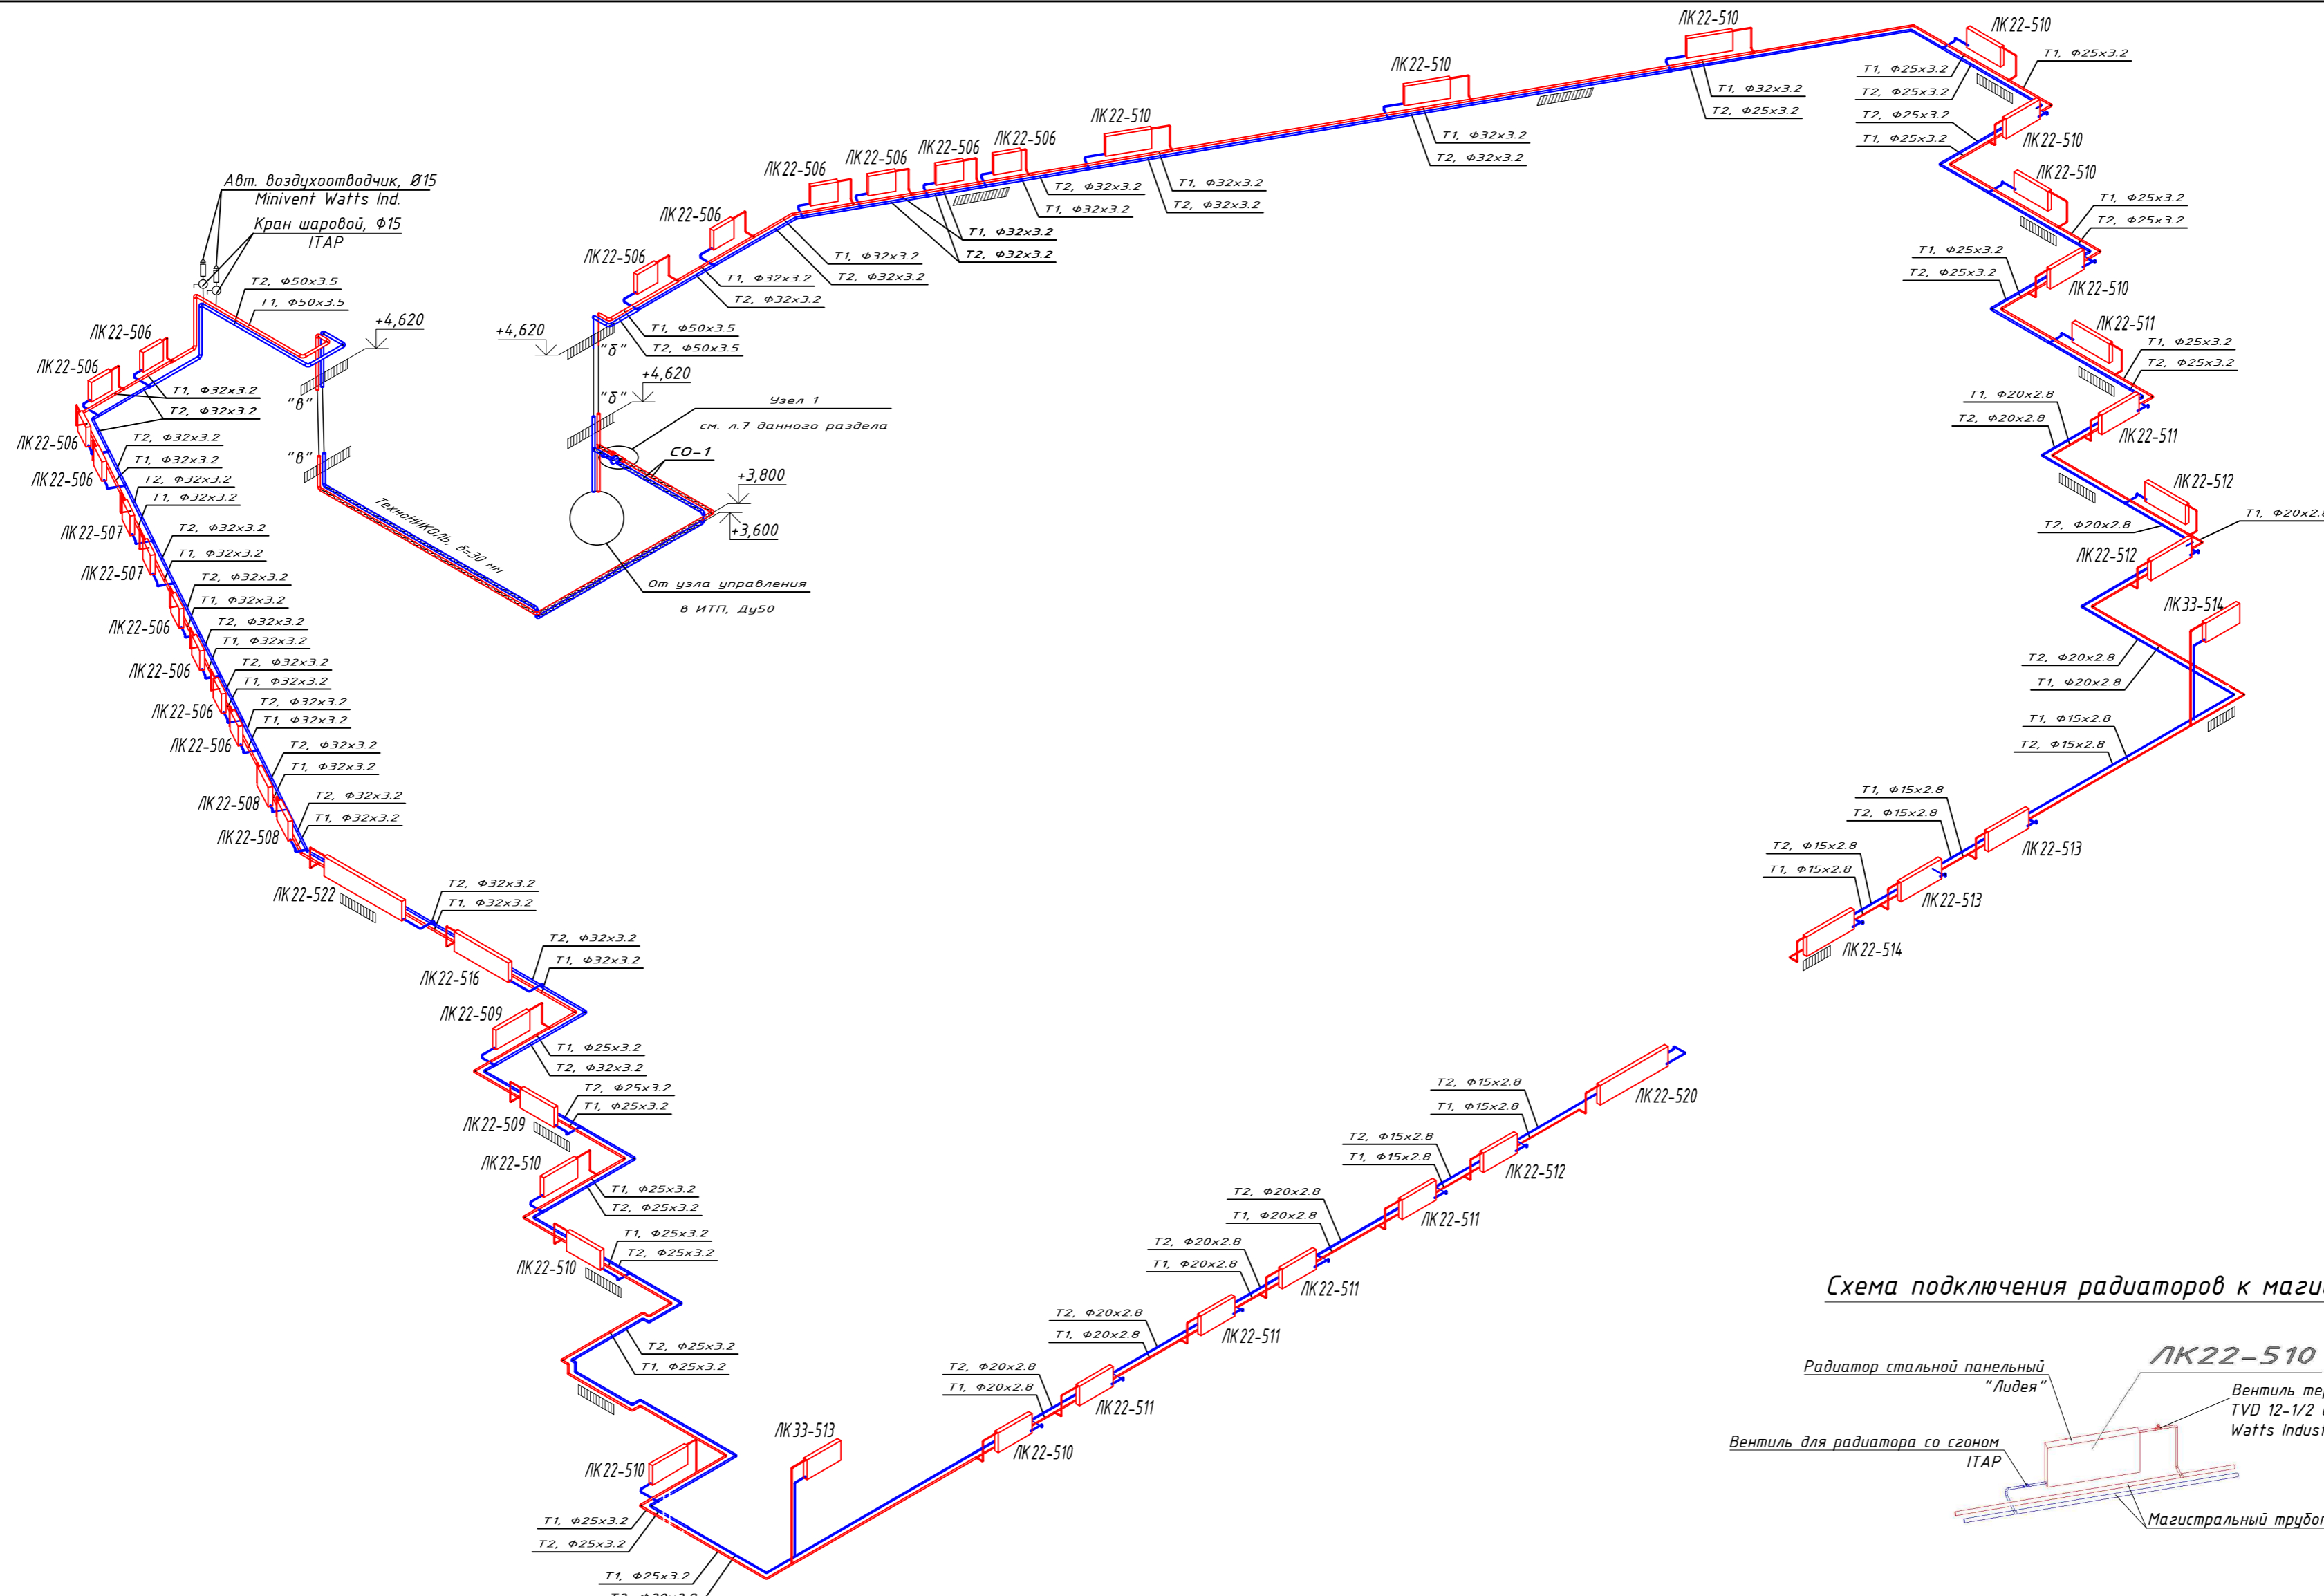 ЛК22-510
ЛК22-510
Т1, Ф25х3.2
Т1, Ф25х3.2
Т2, Ф25х3.2
Т2, Ф25х3.2
Т1, Ф25х3.2
ЛК22-510
ЛК22-510
Т1, Ф32х3.2
Т2, Ф25х3.2
ЛК22-510
Т1, Ф32х3.2
Т2, Ф32х3.2
ЛК22-510
Т1, Ф32х3.2
Т2, Ф32х3.2
ЛК22-506
ЛК22-506
ЛК22-506
ЛК22-506
Т2, Ф32х3.2
Т1, Ф32х3.2
Т1, Ф32х3.2
Т2, Ф32х3.2
ЛК22-506
ЛК22-506
Т1, Ф32х3.2
Т2, Ф32х3.2
Т1, Ф32х3.2
Т2, Ф32х3.2
Т1, Ф50х3.5
Т2, Ф50х3.5
Авт. воздухоотводчик, Ø15
Minivent Watts Ind.
Кран шаровой, Ф15
ITAP
Т2, Ф50х3.5
Т1, Ф50х3.5
+4,620
"в"
"в"
+4,620
"б"
+4,620
"б"
Узел 1
см. л.7 данного раздела
СО-1
+3,800
+3,600
ТехноНИКОЛЬ, δ=30 мм
От узла управления
в ИТП, Ду50
ЛК22-506
ЛК22-506
Т1, Ф32х3.2
Т2, Ф32х3.2
ЛК22-506
Т2, Ф32х3.2
Т1, Ф32х3.2
ЛК22-506
Т2, Ф32х3.2
Т1, Ф32х3.2
ЛК22-507
Т2, Ф32х3.2
Т1, Ф32х3.2
ЛК22-507
Т2, Ф32х3.2
Т1, Ф32х3.2
ЛК22-506
Т2, Ф32х3.2
Т1, Ф32х3.2
ЛК22-506
Т2, Ф32х3.2
Т1, Ф32х3.2
ЛК22-506
Т2, Ф32х3.2
Т1, Ф32х3.2
ЛК22-506
Т2, Ф32х3.2
Т1, Ф32х3.2
ЛК22-508
Т2, Ф32х3.2
Т1, Ф32х3.2
ЛК22-508
ЛК22-522
Т2, Ф32х3.2
Т1, Ф32х3.2
ЛК22-516
Т2, Ф32х3.2
Т1, Ф32х3.2
ЛК22-509
Т1, Ф25х3.2
Т2, Ф32х3.2
Т2, Ф25х3.2
Т1, Ф25х3.2
ЛК22-509
ЛК22-510
Т1, Ф25х3.2
Т2, Ф25х3.2
Т1, Ф25х3.2
Т2, Ф25х3.2
ЛК22-510
Т2, Ф25х3.2
Т1, Ф25х3.2
ЛК22-510
Т1, Ф25х3.2
Т2, Ф25х3.2
Т1, Ф25х3.2
ЛК33-513
Т2, Ф20х2.8
Т1, Ф20х2.8
ЛК22-510
Т2, Ф20х2.8
Т1, Ф20х2.8
ЛК22-511
Т2, Ф20х2.8
Т1, Ф20х2.8
ЛК22-511
Т2, Ф20х2.8
Т1, Ф20х2.8
ЛК22-511
Т2, Ф15х2.8
Т1, Ф15х2.8
ЛК22-511
Т2, Ф15х2.8
Т1, Ф15х2.8
ЛК22-512
ЛК22-520
ЛК22-510
Т1, Ф25х3.2
Т2, Ф25х3.2
Т1, Ф25х3.2
Т2, Ф25х3.2
ЛК22-510
ЛК22-511
Т1, Ф25х3.2
Т2, Ф25х3.2
Т1, Ф20х2.8
Т2, Ф20х2.8
ЛК22-511
ЛК22-512
Т2, Ф20х2.8
Т1, Ф20х2.8
ЛК22-512
ЛК33-514
Т2, Ф20х2.8
Т1, Ф20х2.8
Т1, Ф15х2.8
Т2, Ф15х2.8
Т1, Ф15х2.8
Т2, Ф15х2.8
ЛК22-513
Т2, Ф15х2.8
Т1, Ф15х2.8
ЛК22-513
ЛК22-514
Схема подключения радиаторов к
ЛК22-510
Радиатор стальной панельный
"Лидея"
Вентиль
TVD 12-1/2
Watts
Вентиль для радиатора со сгоном
ITAP
Магистральный